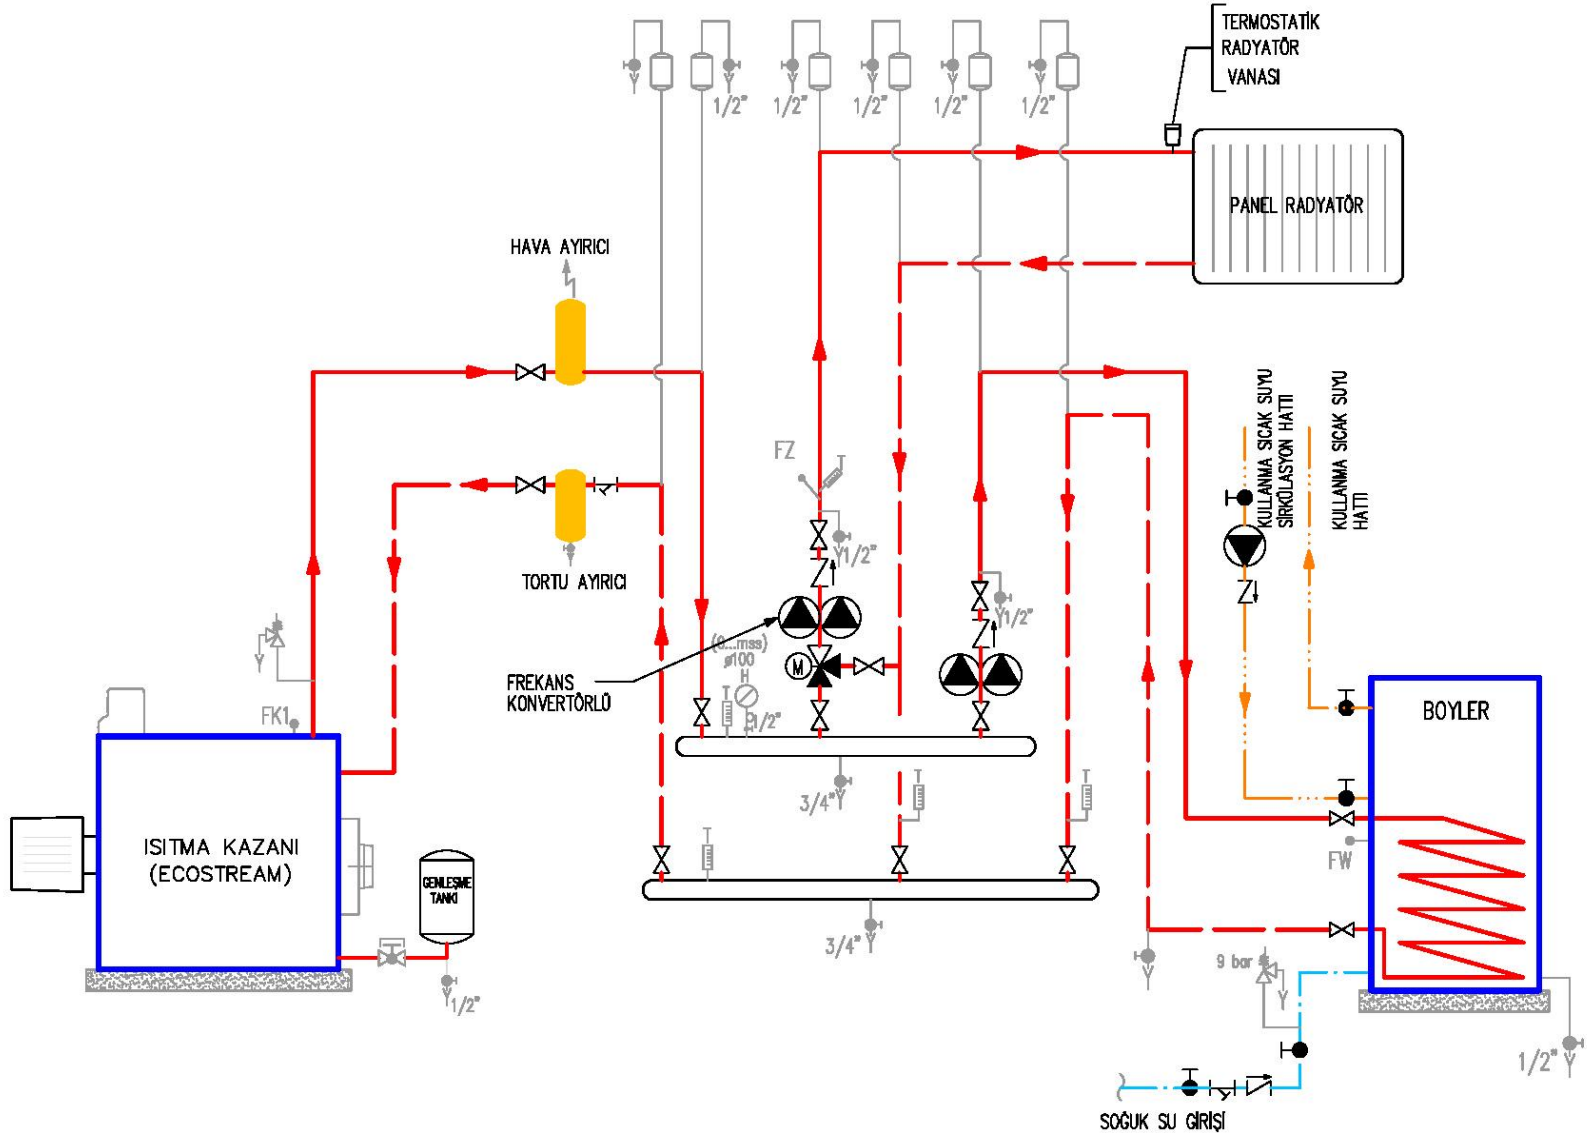 TERMOSTATİK
RADYATÖR
VANASI
1/2"
1/2"
1/2"
1/2"
1/2"
PANEL RADYATÖR
HAVA AYIRICI
FZ
T
1/2"
TORTU AYIRICI
1/2"
KULLANMA SICAK SUYU
SİRKÜLASYON HATTI
KULLANMA SICAK SUYU
HATTI
(0...mss)
ø100
H
M
T
1/2"
FREKANS
KONVERTÖRLÜ
FK1
BOYLER
3/4"
T
T
T
ISITMA KAZANI
(ECOSTREAM)
GENLEŞME
TANKI
FW
3/4"
9 bar
1/2"
1/2"
SOĞUK SU GİRİŞİ